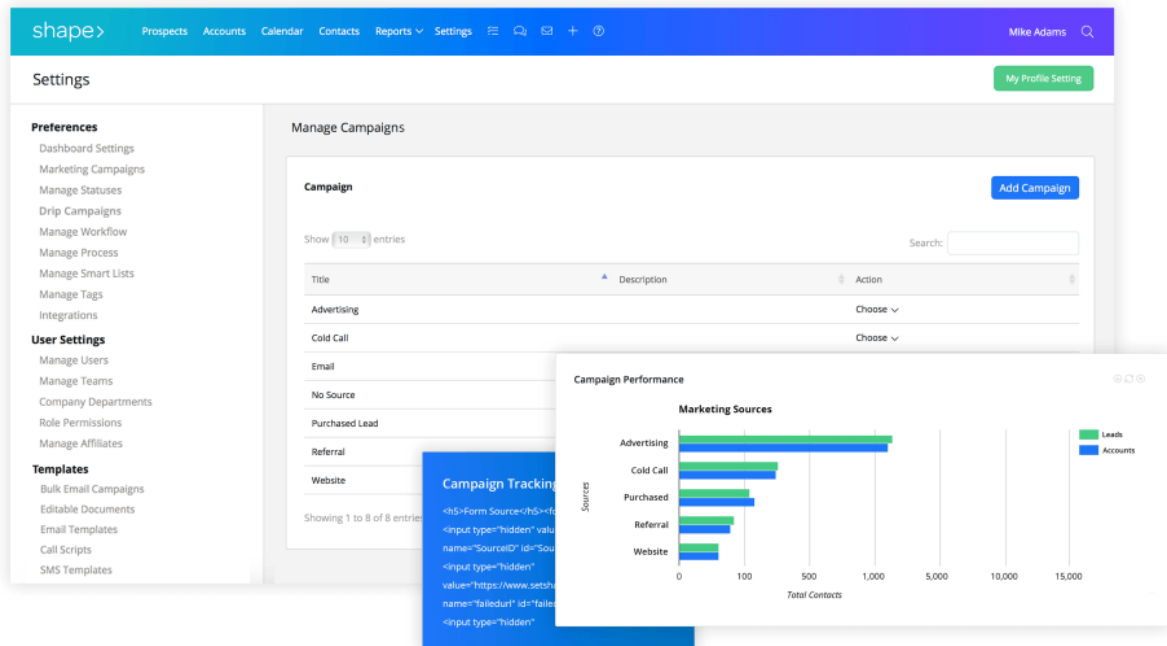 shape>
Prospects Accounts Calendar Contacts Reports Settings
Mike Adams
Settings
My Profile Setting
Preferences
Dashboard Settings
Marketing Campaigns
Manage Statuses
Drip Campaigns
Manage Workflow
Manage Process
Manage Smart Lists
Manage Tags
Integrations
User Settings
Manage Users
Manage Teams
Company Departments
Role Permissions
Manage Affiliates
Templates
Bulk Email Campaigns
Editable Documents
Email Templates
Call Scripts
SMS Templates
Manage Campaigns
Campaign
Add Campaign
Show 10 entries
Search:
Title Description Action
Advertising Choose
Cold Call Choose
Email
No Source
Purchased Lead
Referral
Website
Showing 1 to 8 of 8 entries
Campaign Tracking
<h5>Form Source</h5><fo
<input type="hidden" valu
name="SourceID" id="Sou
<input type="hidden"
value="https://www.setsha
name="failedurl" id="failed
<input type="hidden"
Campaign Performance
Marketing Sources
Leads
Accounts
Sources
Advertising
Cold Call
Purchased
Referral
Website
0 100 500 1,000 5,000 10,000 15,000
Total Contacts